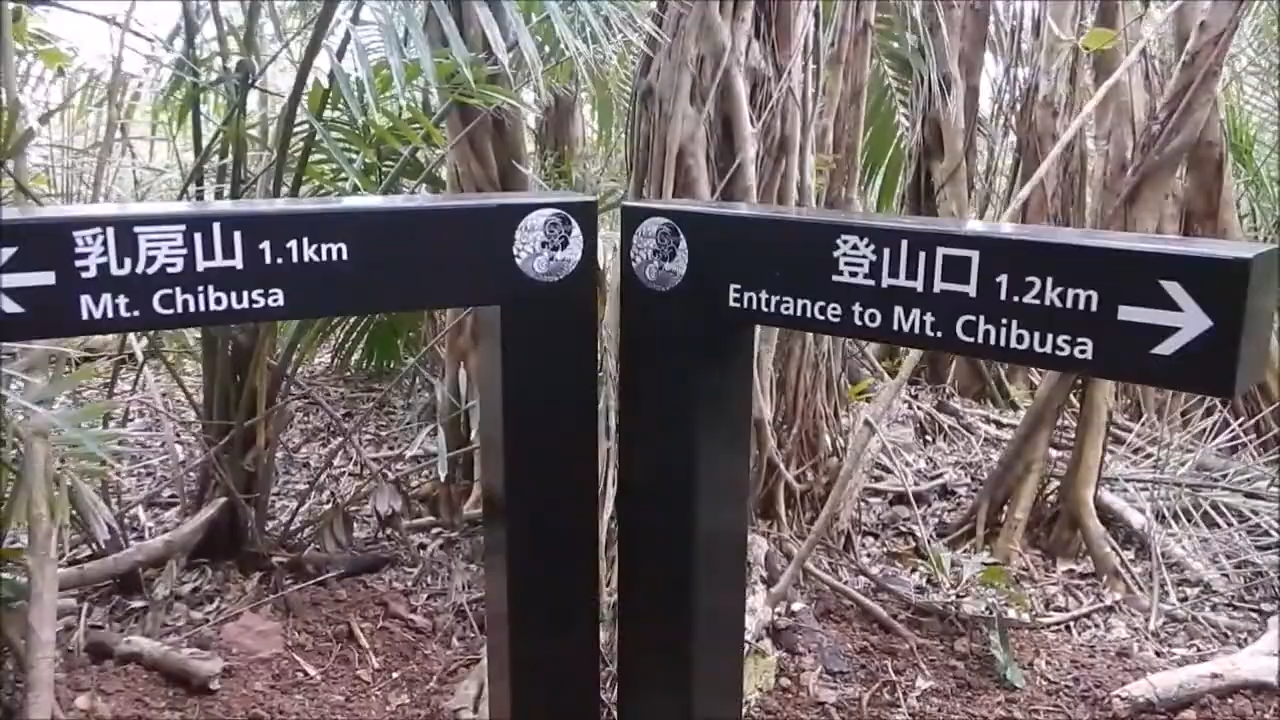 乳房山 1.1km
Mt. Chibusa
登山口 1.2km
Entrance to Mt. Chibusa